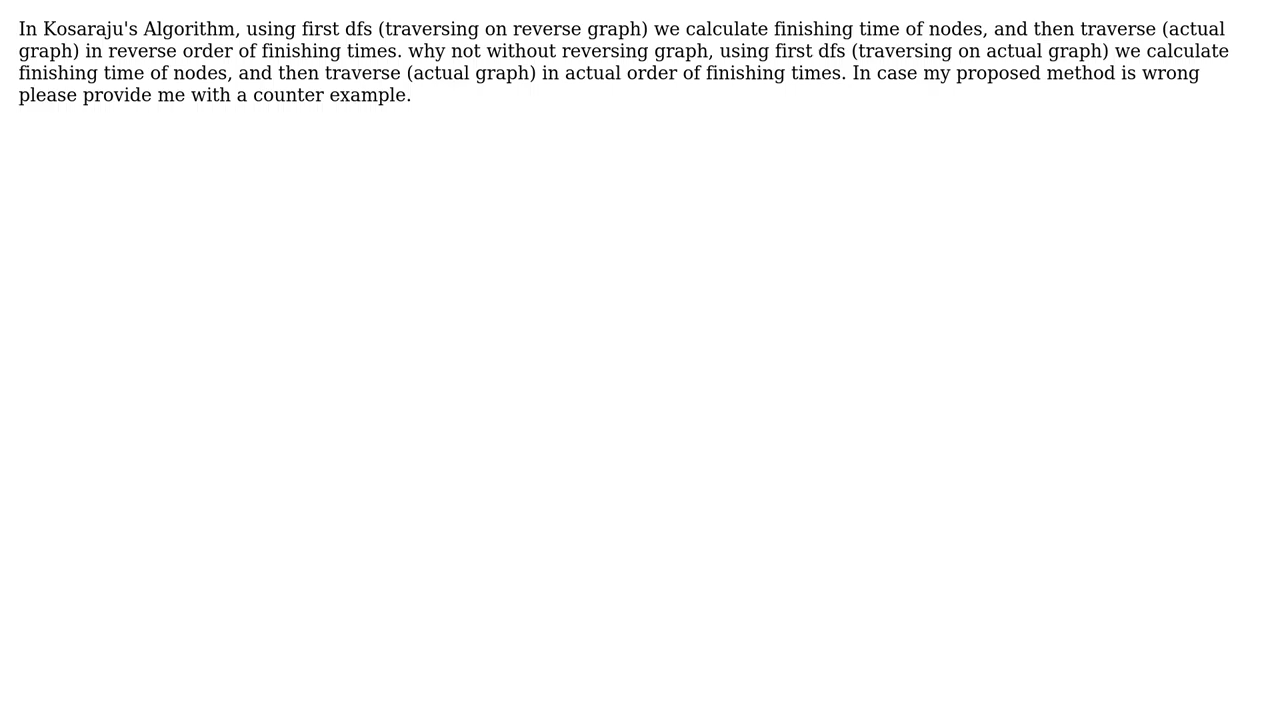 In Kosaraju's Algorithm, using first dfs (traversing on reverse graph) we calculate finishing time of nodes, and then traverse (actual
graph) in reverse order of finishing times. why not without reversing graph, using first dfs (traversing on actual graph) we calculate
finishing time of nodes, and then traverse (actual graph) in actual order of finishing times. In case my proposed method is wrong
please provide me with a counter example.